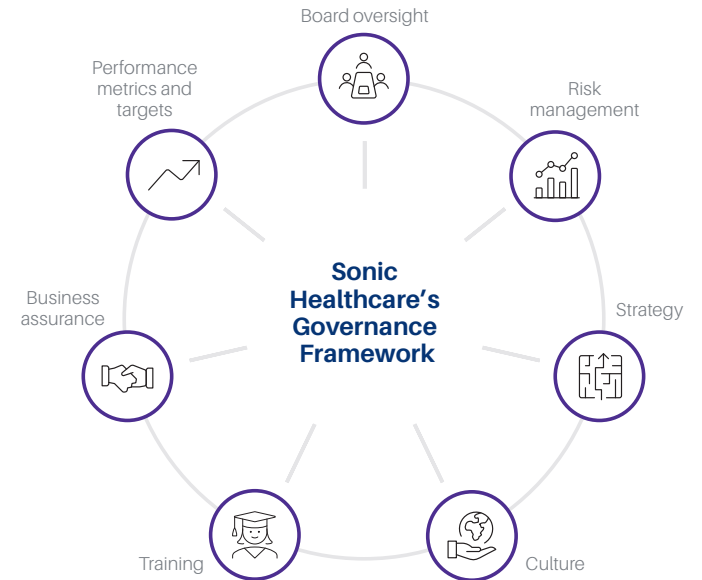 Board oversight
Performance
metrics and
targets
Risk
management
Sonic
Healthcare’s
Governance
Framework
Business
assurance
Strategy
Training
Culture